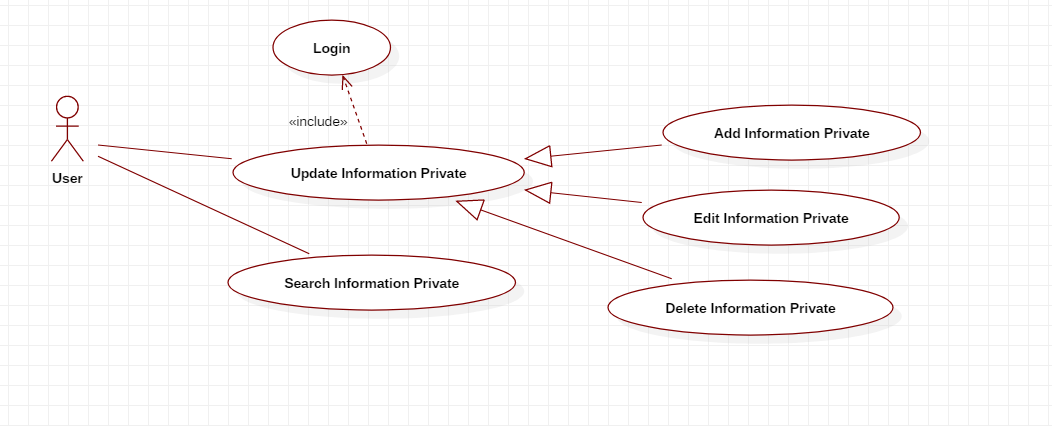 Login
«include»
User
Update Information Private
Search Information Private
Add Information Private
Edit Information Private
Delete Information Private